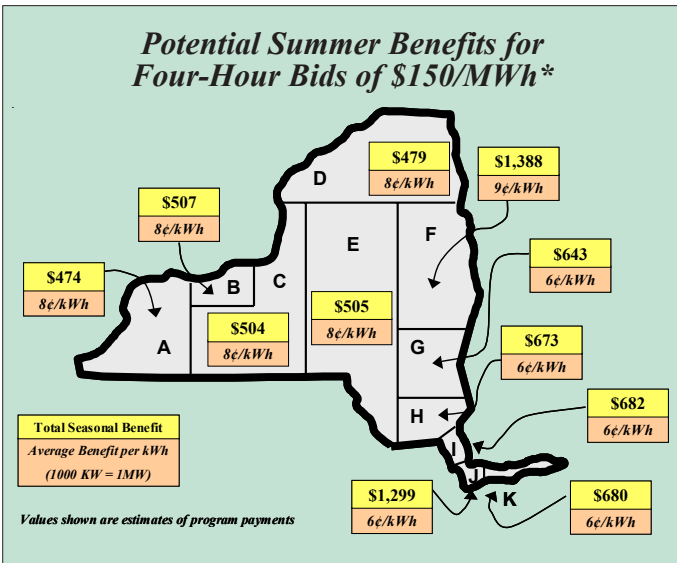 Potential Summer Benefits for
Four-Hour Bids of $150/MWh*
D
$479
8¢/kWh
$1,388
9¢/kWh
$507
8¢/kWh
E
F
$643
6¢/kWh
$474
8¢/kWh
B
C
$504
8¢/kWh
$505
8¢/kWh
A
G
$673
6¢/kWh
H
$682
6¢/kWh
I
J
K
$1,299
6¢/kWh
$680
6¢/kWh
Total Seasonal Benefit
Average Benefit per kWh
(1000 KW = 1MW)
Values shown are estimates of program payments